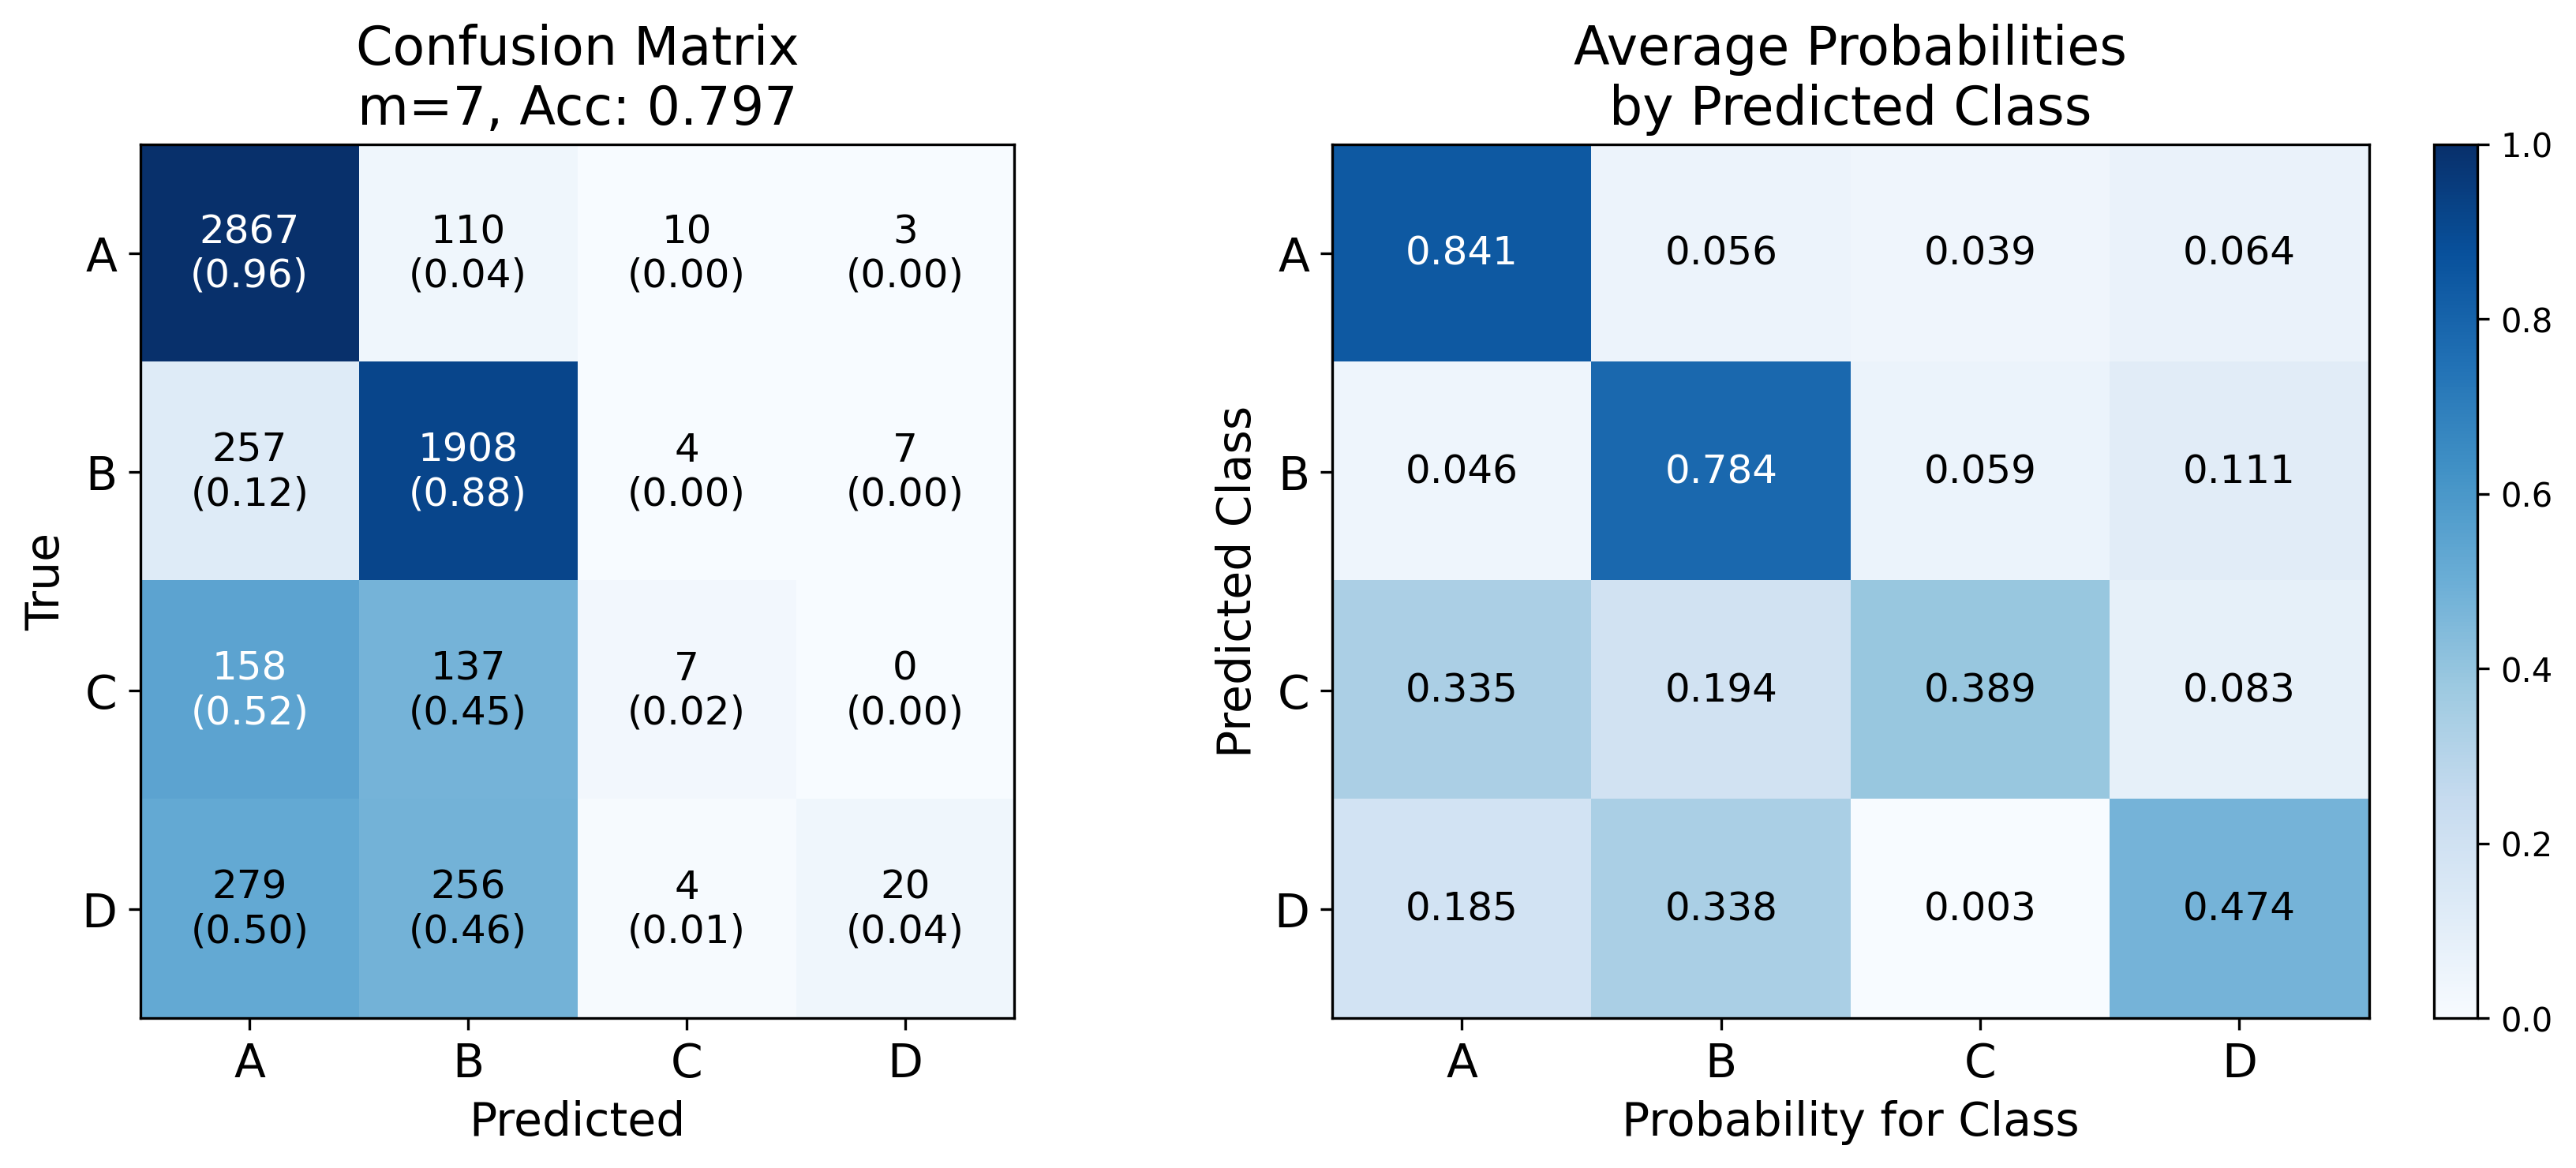 Confusion Matrix
m=7, Acc: 0.797
True
A
2867
(0.96)
110
(0.04)
10
(0.00)
3
(0.00)
B
257
(0.12)
1908
(0.88)
4
(0.00)
7
(0.00)
C
158
(0.52)
137
(0.45)
7
(0.02)
0
(0.00)
D
279
(0.50)
256
(0.46)
4
(0.01)
20
(0.04)
A B C D
Predicted
Average Probabilities
by Predicted Class
Predicted Class
A 0.841 0.056 0.039 0.064
B 0.046 0.784 0.059 0.111
C 0.335 0.194 0.389 0.083
D 0.185 0.338 0.003 0.474
A B C D
Probability for Class
1.0
0.8
0.6
0.4
0.2
0.0